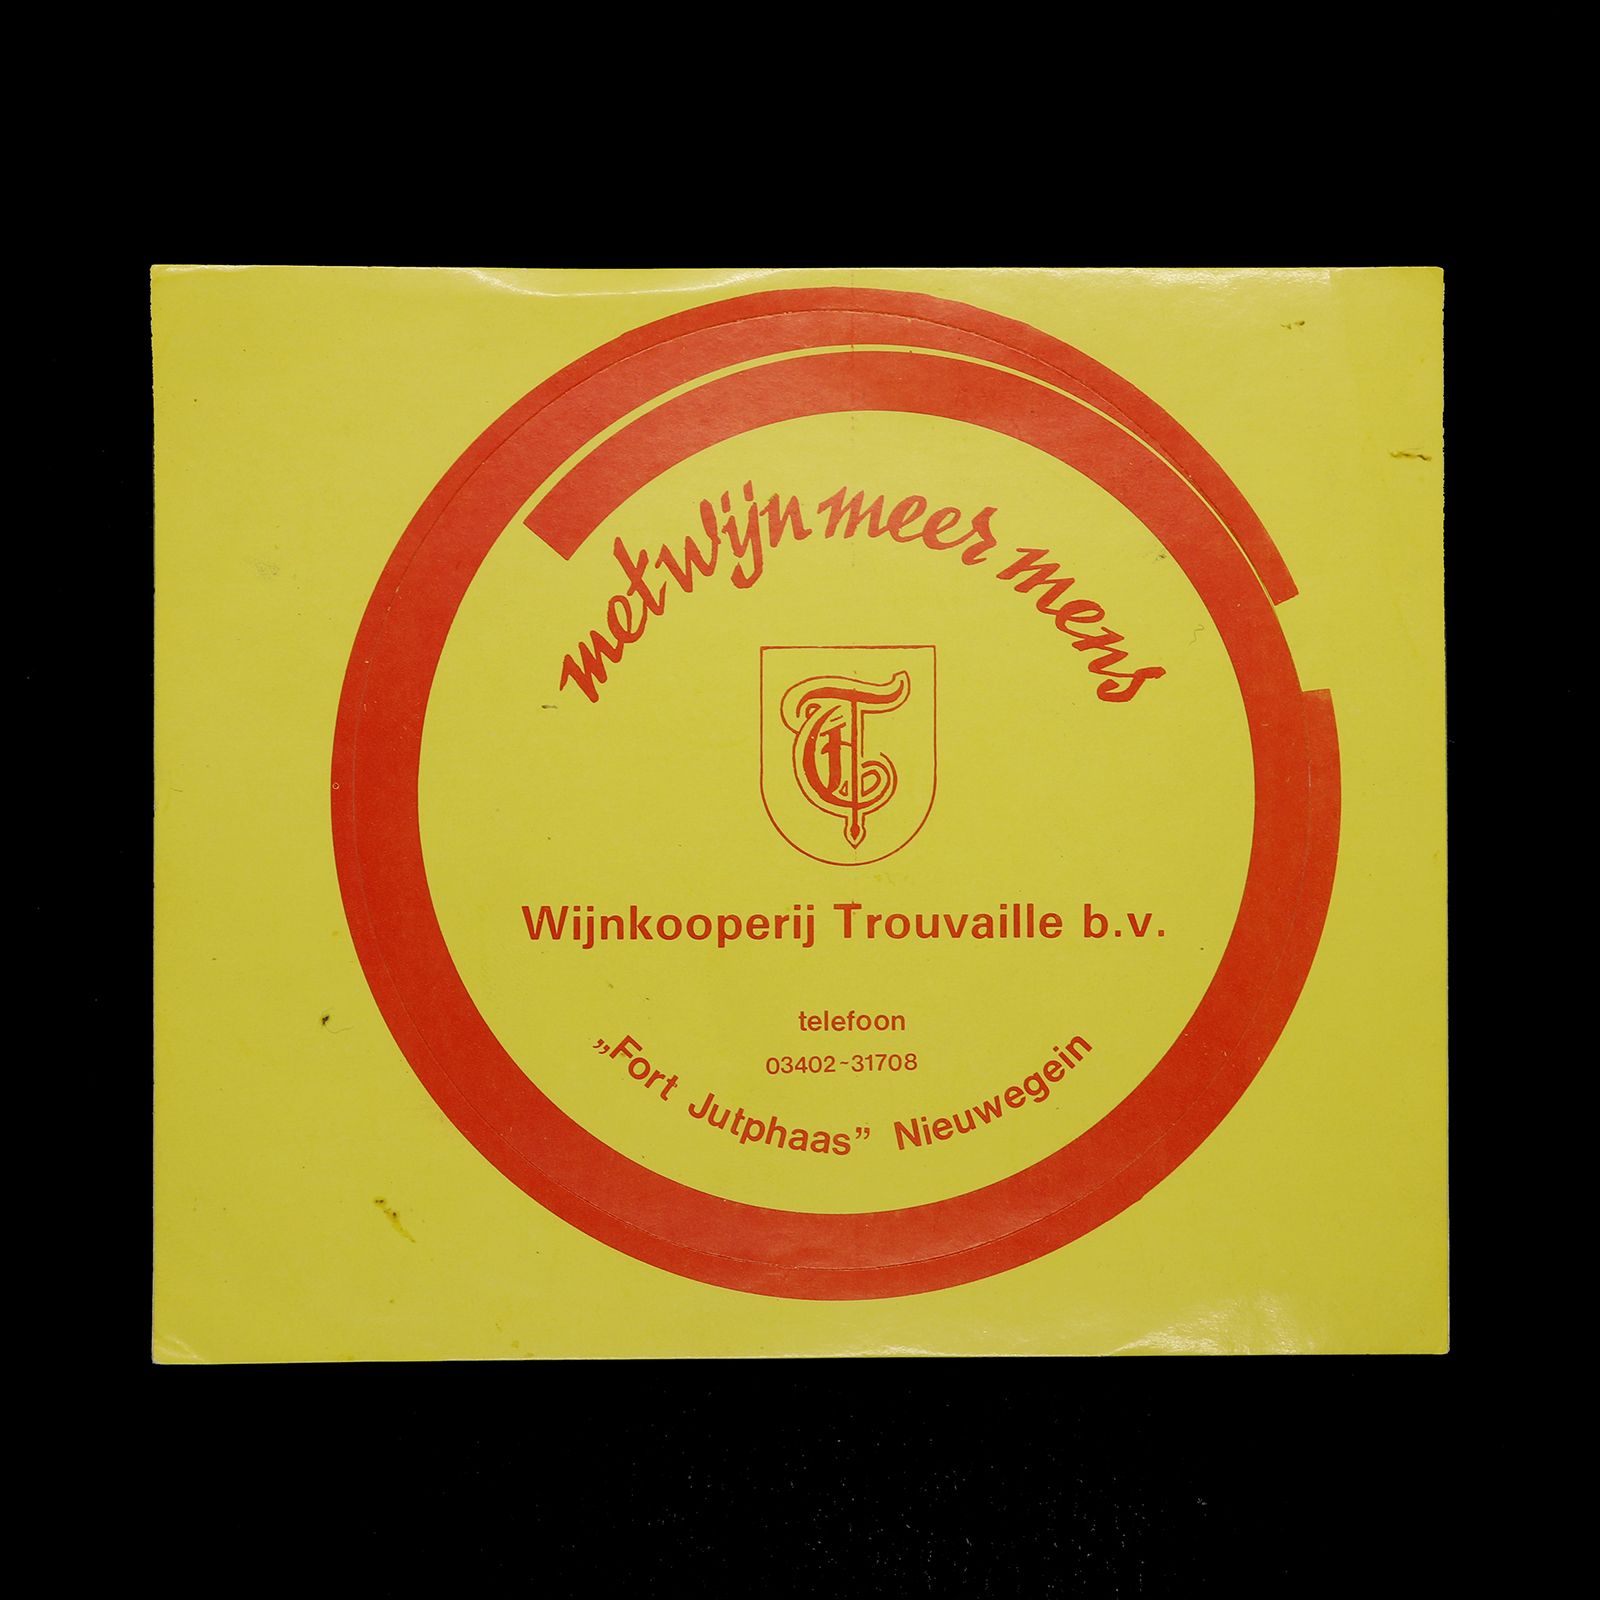 met wijn meer mens
T
Wijnkooperij Trouvaille b.v.
telefoon
03402-31708
„Fort Jutphaas” Nieuwegein